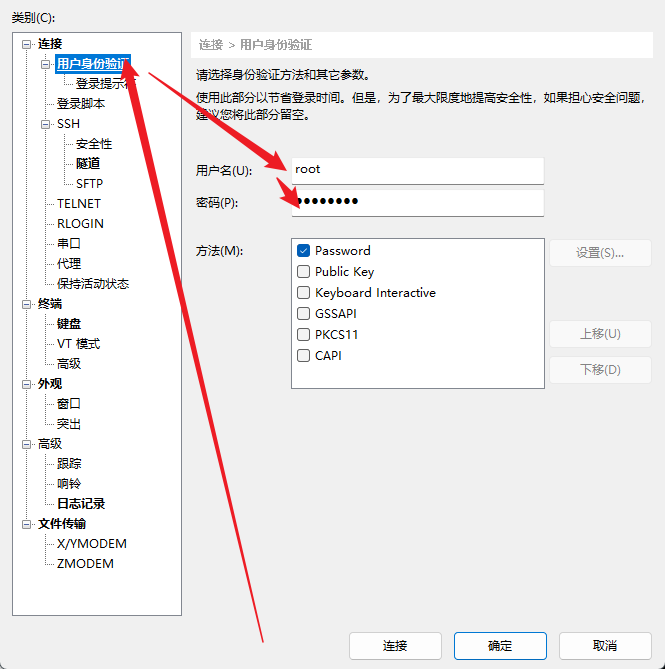 类别(C):
连接
用户身份验证
登录提示符
登录脚本
SSH
安全性
隧道
SFTP
TELNET
RLOGIN
串口
代理
保持活动状态
终端
键盘
VT 模式
高级
外观
窗口
突出
高级
跟踪
响铃
日志记录
文件传输
X/YMODEM
ZMODEM
连接 > 用户身份验证
请选择身份验证方法和其它参数。
使用此部分以节省登录时间。但是，为了最大限度地提高安全性，如果担心安全问题，
建议您将此部分留空。
用户名(U):
root
密码(P):
●●●●●●●●
方法(M):
Password
Public Key
Keyboard Interactive
GSSAPI
PKCS11
CAPI
设置(S)...
上移(U)
下移(D)
连接
确定
取消